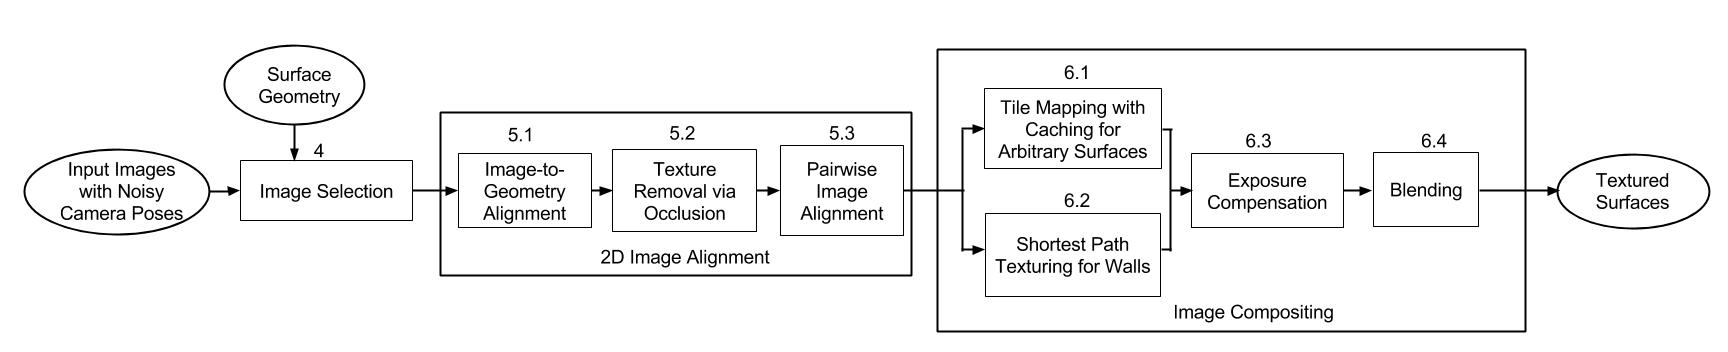 Surface
Geometry
Input Images
with Noisy
Camera Poses
4
Image Selection
5.1
Image-to-
Geometry
Alignment
5.2
Texture
Removal via
Occlusion
5.3
Pairwise
Image
Alignment
2D Image Alignment
6.1
Tile Mapping with
Caching for
Arbitrary Surfaces
6.2
Shortest Path
Texturing for Walls
6.3
Exposure
Compensation
6.4
Blending
Image Compositing
Textured
Surfaces